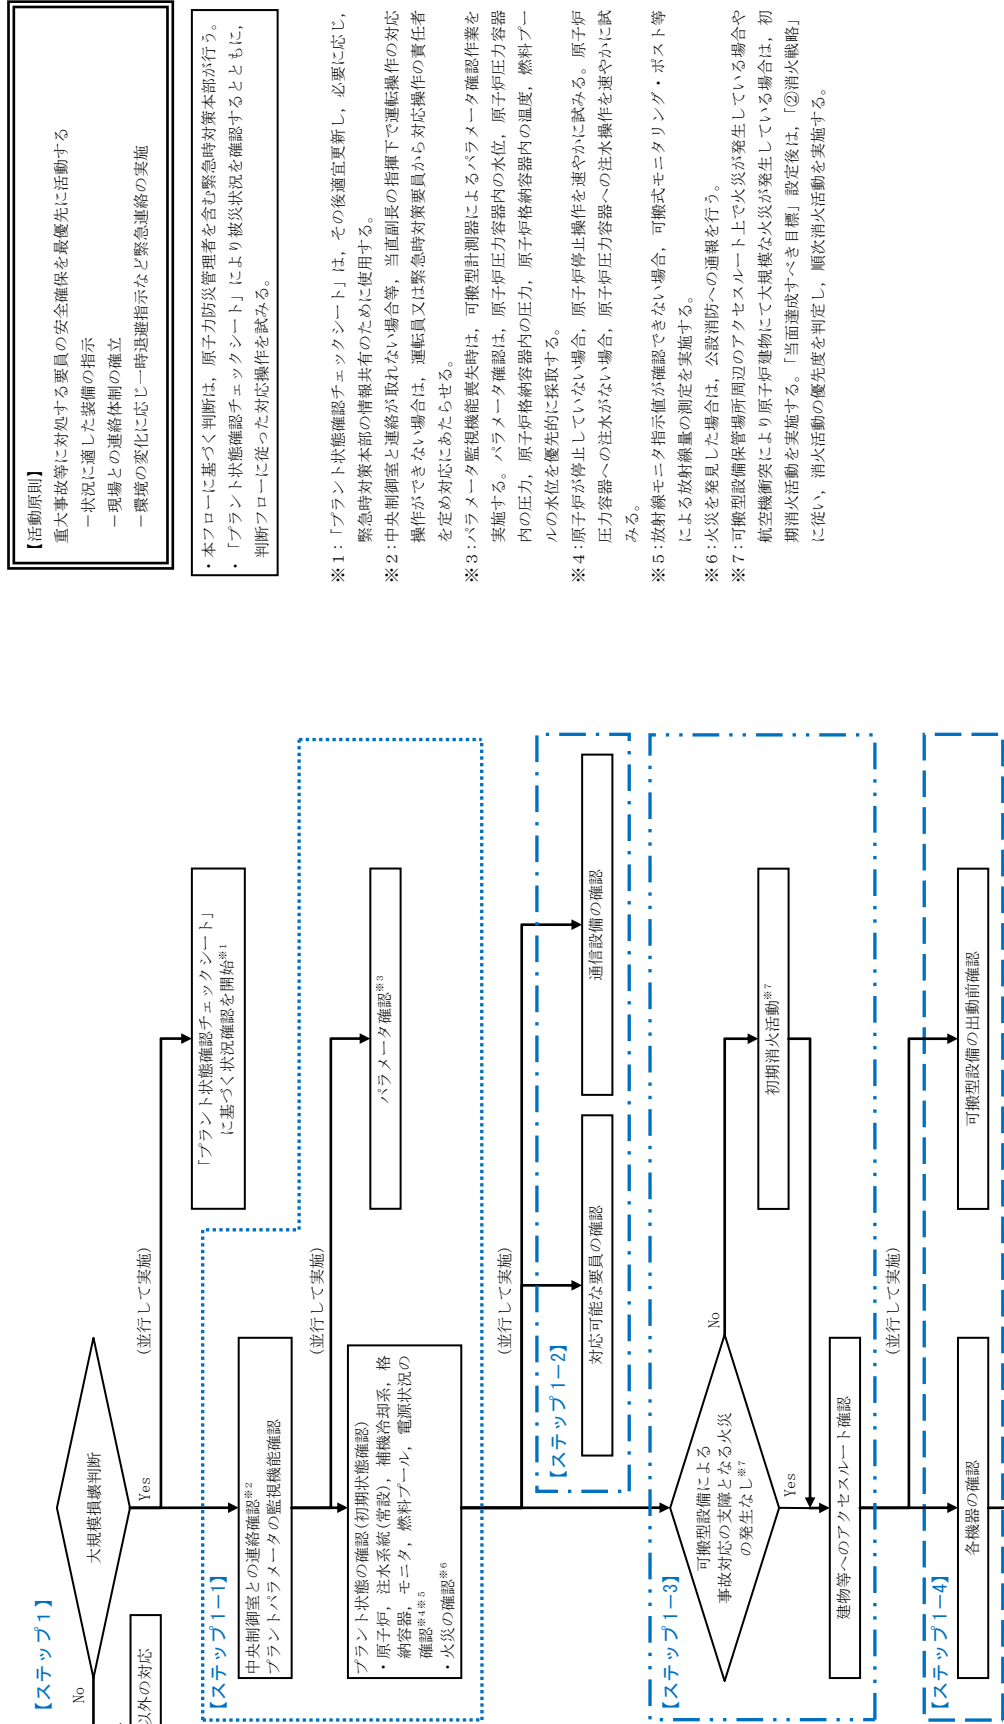 【ステップ1】
大規模損壊判断
No
Yes
以外の対応
(並行して実施)
「プラント状態確認チェックシート」
に基づく状況確認を開始※1
【ステップ1－1】
中央制御室との連絡確認※2
プラントパラメータの監視機能確認
(並行して実施)
パラメータ確認※3
プラント状態の確認(初期状態確認)
・原子炉，注水系統(常設)，補機冷却系，格
納容器，モニタ，燃料プール，電源状況の
確認※4※5
・火災の確認※6
(並行して実施)
【ステップ1－2】
対応可能な要員の確認
通信設備の確認
【ステップ1－3】
可搬型設備による
事故対応の支障となる火災
の発生なし※7
No
Yes
初期消火活動※7
建物等へのアクセスルート確認
(並行して実施)
【ステップ1－4】
各機器の確認
可搬型設備の出動前確認
【活動原則】
重大事故等に対処する要員の安全確保を最優先に活動する
－状況に適した装備の指示
－現場との連絡体制の確立
－環境の変化に応じ一時退避指示など緊急連絡の実施
・本フローに基づく判断は，原子力防災管理者を含む緊急時対策本部が行う。
・「プラント状態確認チェックシート」により被災状況を確認するとともに，
判断フローに従った対応操作を試みる。
※1：「プラント状態確認チェックシート」は，その後適宜更新し，必要に応じ，
緊急時対策本部の情報共有のために使用する。
※2：中央制御室と連絡が取れない場合等，当直副長の指揮下で運転操作の対応
操作ができない場合は，運転員又は緊急時対策要員から対応操作の責任者
を定め対応にあたらせる。
※3：パラメータ監視機能喪失時は，可搬型計測器によるパラメータ確認作業を
実施する。パラメータ確認は，原子炉圧力容器内の水位，原子炉圧力容器
内の圧力，原子炉格納容器内の圧力，原子炉格納容器内の温度，燃料プー
ルの水位を優先的に採取する。
※4：原子炉が停止していない場合，原子炉停止操作を速やかに試みる。原子炉
圧力容器への注水がない場合，原子炉圧力容器への注水操作を速やかに試
みる。
※5：放射線モニタ指示値が確認できない場合，可搬式モニタリング・ポスト等
による放射線量の測定を実施する。
※6：火災を発見した場合は，公設消防への通報を行う。
※7：可搬型設備保管場所周辺のアクセスルート上で火災が発生している場合や
航空機衝突により原子炉建物にて大規模な火災が発生している場合は，初
期消火活動を実施する。「当面達成すべき目標」設定後は，「②消火戦略」
に従い，消火活動の優先度を判定し，順次消火活動を実施する。